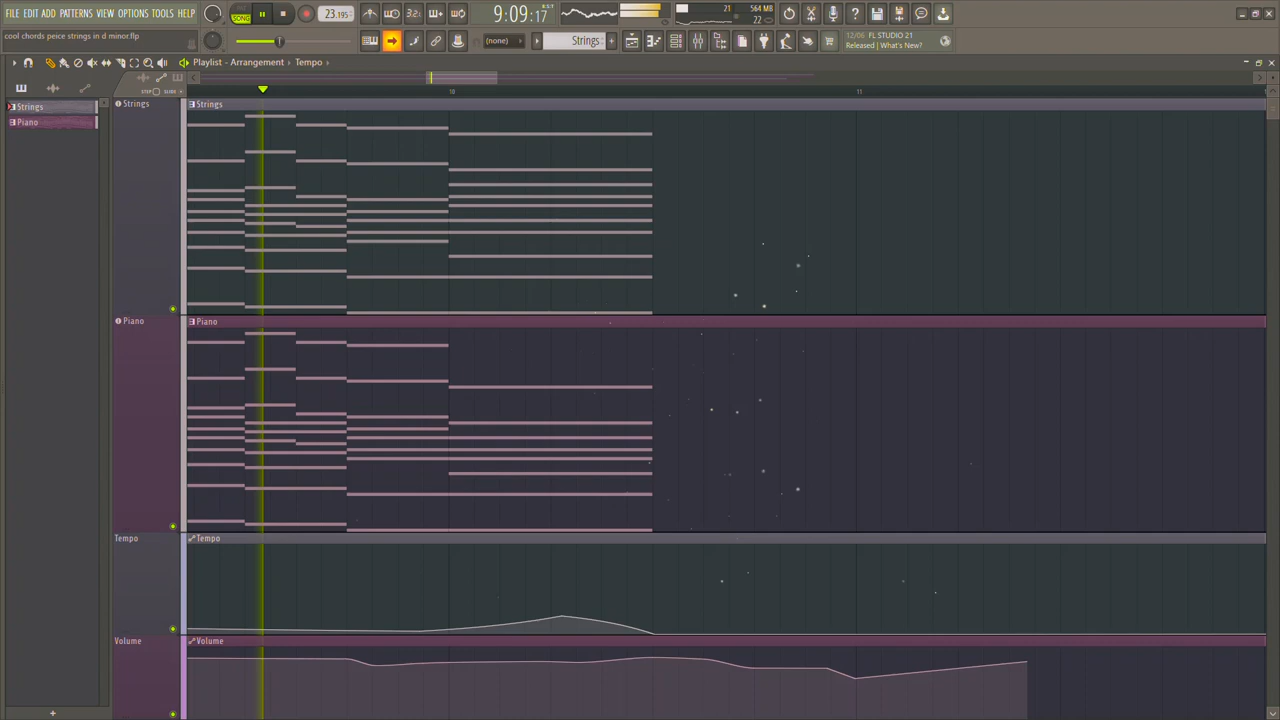 FILE EDIT ADD PATTERNS VIEW OPTIONS TOOLS HELP
SONG
23.195
9:09:17
21
564 MB
22
cool chords peice strings in d minor.flp
(none)
Strings
12/06 FL STUDIO 21
Released | What's New?
Playlist - Arrangement › Tempo ›
STEP
SLIDE
10
11
Strings
Piano
Strings
Strings
Piano
Piano
Tempo
Tempo
Volume
Volume